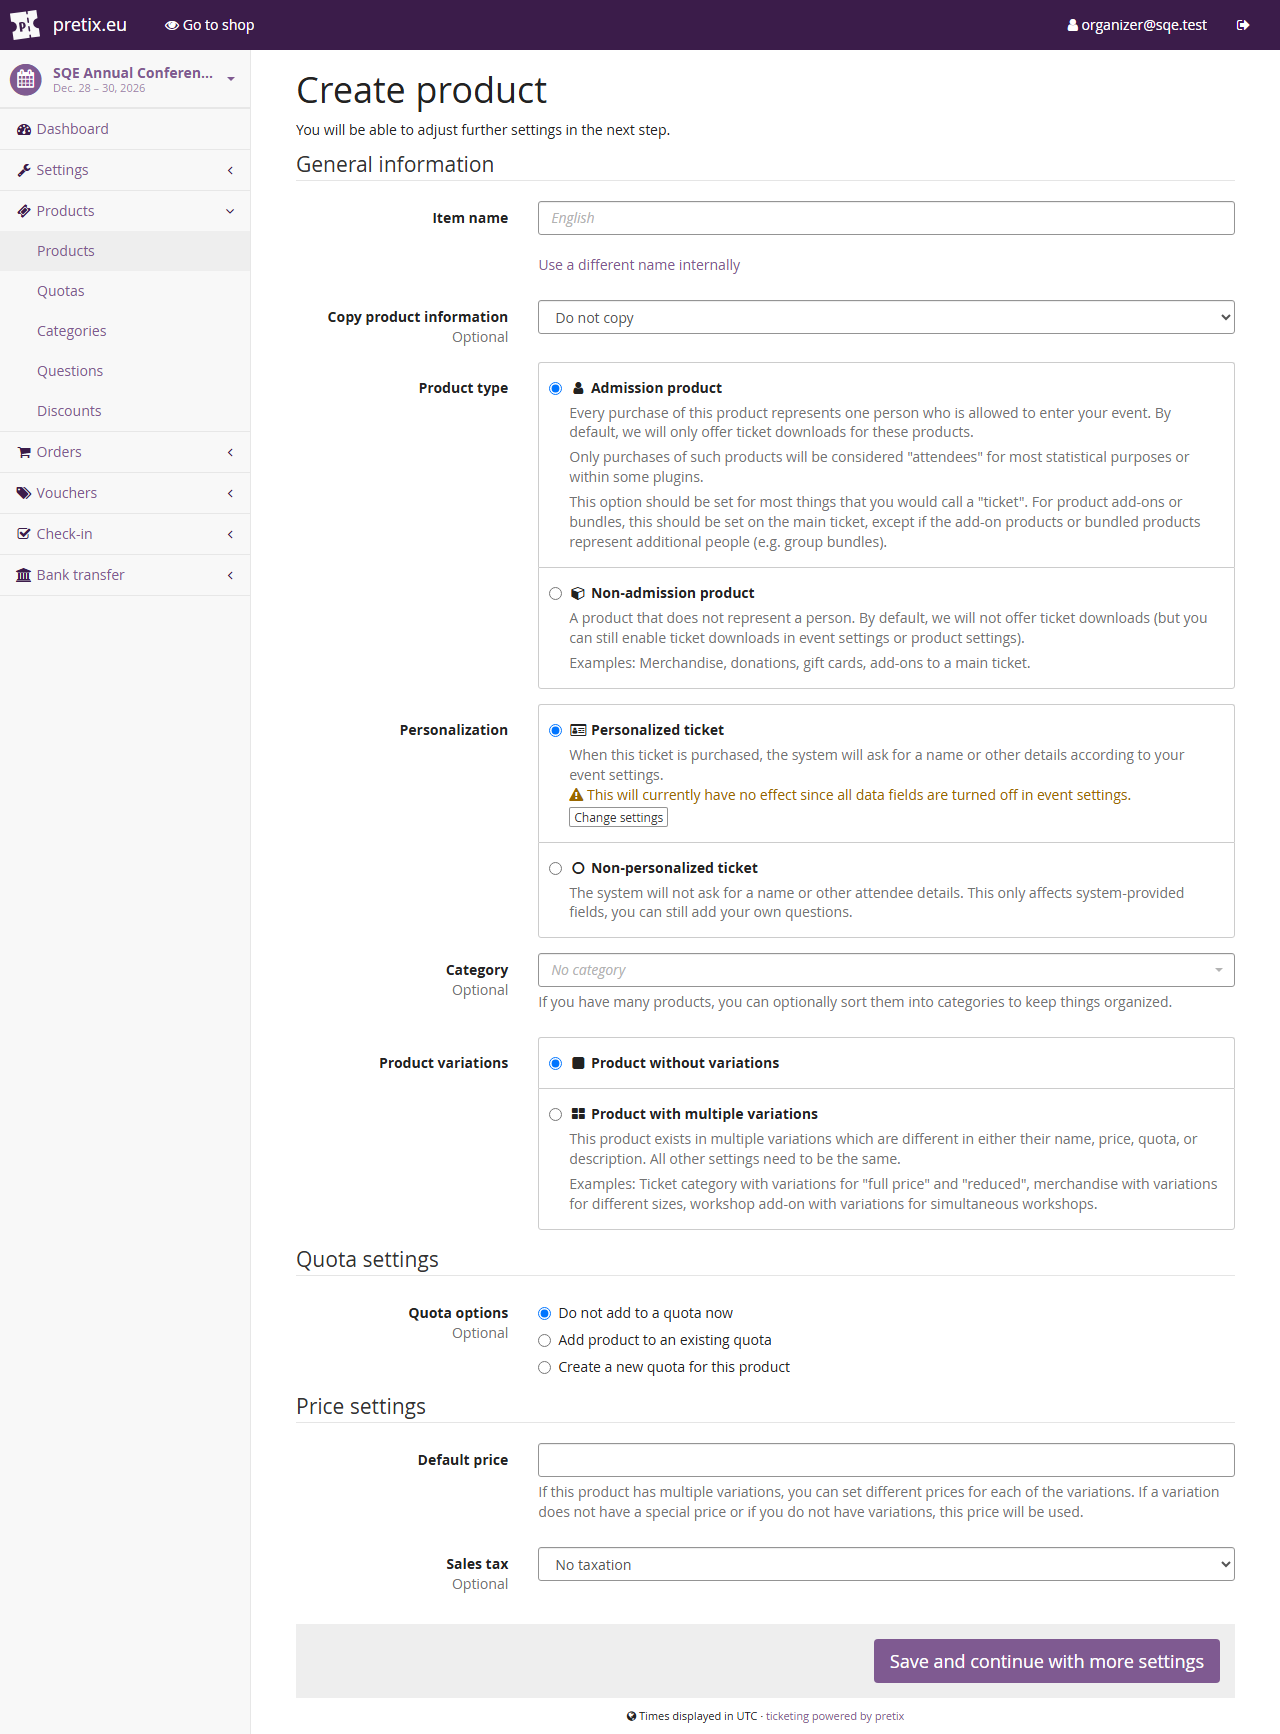 pretix.eu
Go to shop
organizer@sqe.test
SQE Annual Conferen...
Dec. 28 – 30, 2026
Dashboard
Settings
Products
Products
Quotas
Categories
Questions
Discounts
Orders
Vouchers
Check-in
Bank transfer
Create product
You will be able to adjust further settings in the next step.
General information
Item name
English
Use a different name internally
Copy product information
Optional
Do not copy
Product type
Admission product
Every purchase of this product represents one person who is allowed to enter your event. By
default, we will only offer ticket downloads for these products.
Only purchases of such products will be considered "attendees" for most statistical purposes or
within some plugins.
This option should be set for most things that you would call a "ticket". For product add-ons or
bundles, this should be set on the main ticket, except if the add-on products or bundled products
represent additional people (e.g. group bundles).
Non-admission product
A product that does not represent a person. By default, we will not offer ticket downloads (but you
can still enable ticket downloads in event settings or product settings).
Examples: Merchandise, donations, gift cards, add-ons to a main ticket.
Personalization
Personalized ticket
When this ticket is purchased, the system will ask for a name or other details according to your
event settings.
This will currently have no effect since all data fields are turned off in event settings.
Change settings
Non-personalized ticket
The system will not ask for a name or other attendee details. This only affects system-provided
fields, you can still add your own questions.
Category
Optional
No category
If you have many products, you can optionally sort them into categories to keep things organized.
Product variations
Product without variations
Product with multiple variations
This product exists in multiple variations which are different in either their name, price, quota, or
description. All other settings need to be the same.
Examples: Ticket category with variations for "full price" and "reduced", merchandise with variations
for different sizes, workshop add-on with variations for simultaneous workshops.
Quota settings
Quota options
Optional
Do not add to a quota now
Add product to an existing quota
Create a new quota for this product
Price settings
Default price
If this product has multiple variations, you can set different prices for each of the variations. If a variation
does not have a special price or if you do not have variations, this price will be used.
Sales tax
Optional
No taxation
Save and continue with more settings
Times displayed in UTC · ticketing powered by pretix